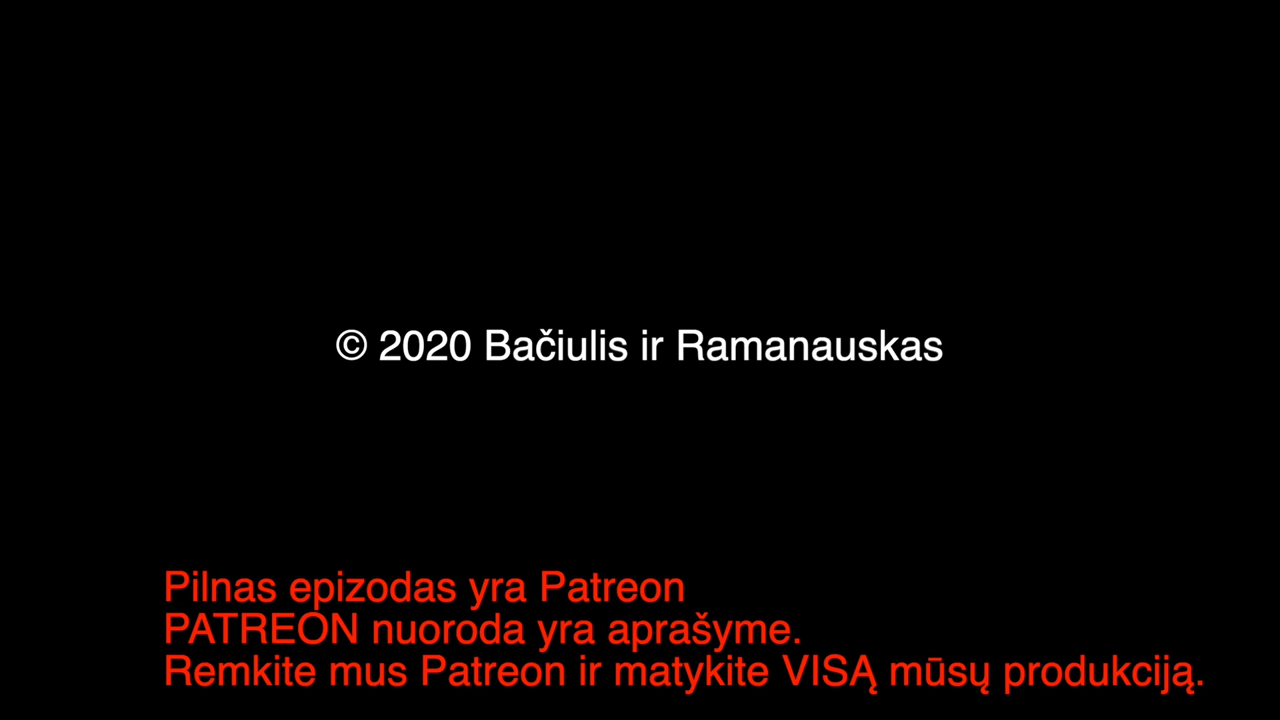 © 2020 Bačiulis ir Ramanauskas
Pilnas epizodas yra Patreon
PATREON nuoroda yra aprašyme.
Remkite mus Patreon ir matykite VISĄ mūsų produkciją.